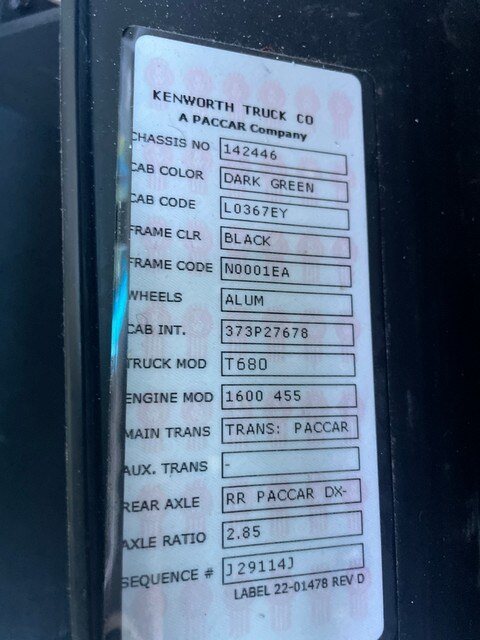 KENWORTH TRUCK CO
A PACCAR Company
CHASSIS NO 142446
CAB COLOR DARK GREEN
CAB CODE L0367EY
FRAME CLR BLACK
FRAME CODE N0001EA
WHEELS ALUM
CAB INT. 373P27678
TRUCK MOD T680
ENGINE MOD 1600 455
MAIN TRANS TRANS: PACCAR
AUX. TRANS -
REAR AXLE RR PACCAR DX-
AXLE RATIO 2.85
SEQUENCE # J29114J
LABEL 22-01478 REV D